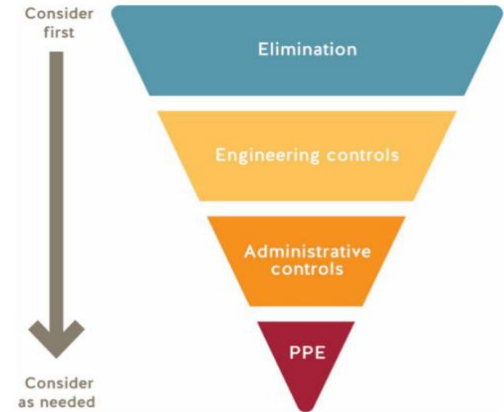 Consider
first
Elimination
Engineering controls
Administrative
controls
PPE
Consider
as needed